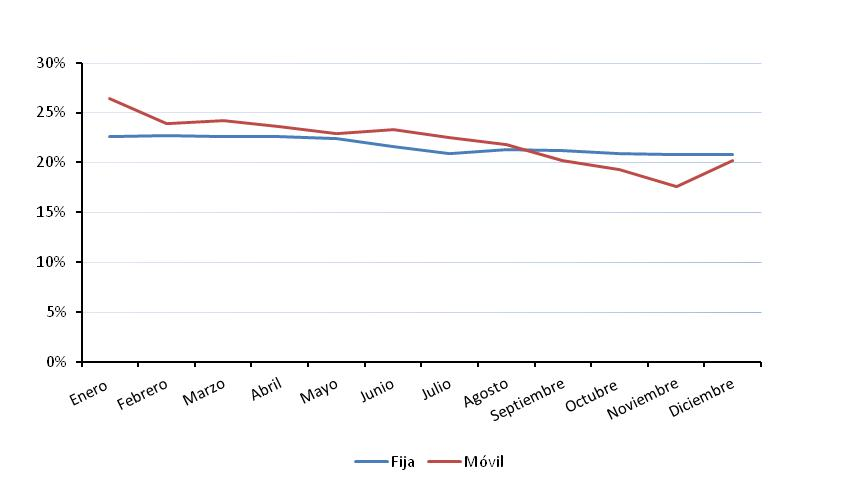 30%
25%
20%
15%
10%
5%
0%
Enero
Febrero
Marzo
Abril
Mayo
Junio
Julio
Agosto
Septiembre
Octubre
Noviembre
Diciembre
Fija Móvil